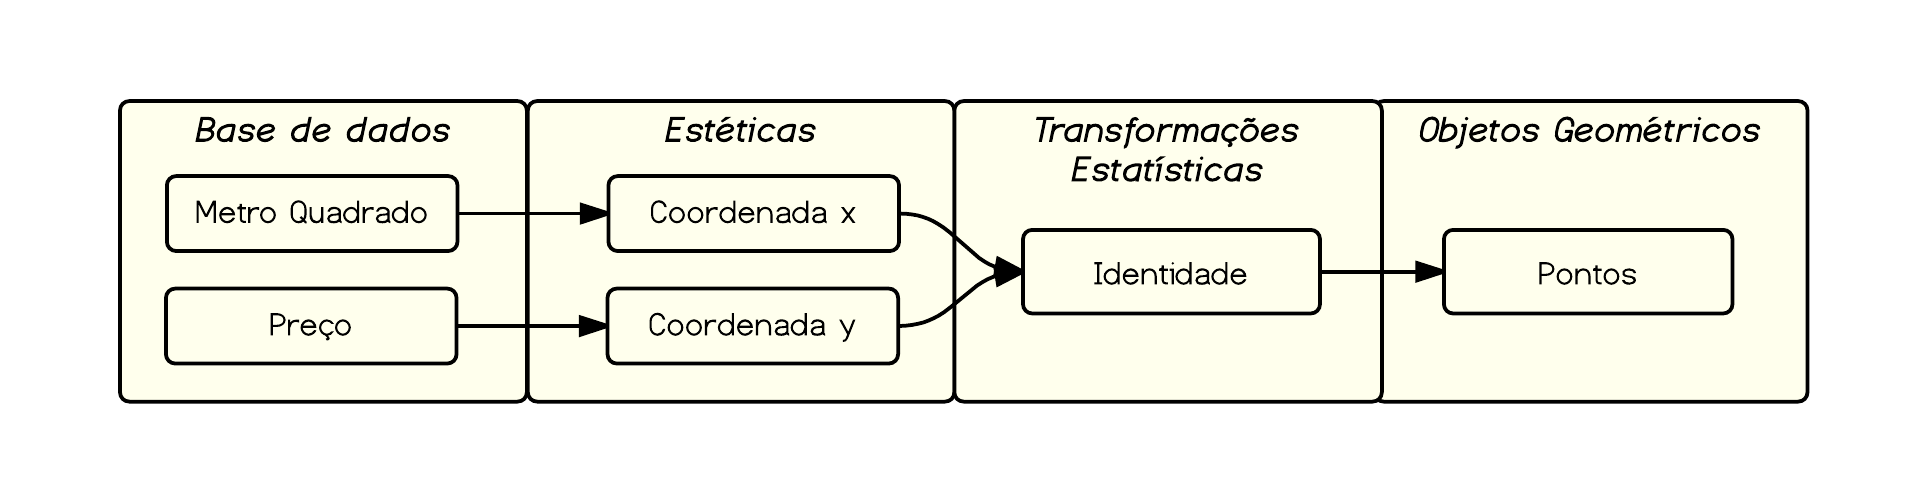 Base de dados
Metro Quadrado
Preço
Estéticas
Coordenada x
Coordenada y
Transformações
Estatísticas
Identidade
Objetos Geométricos
Pontos